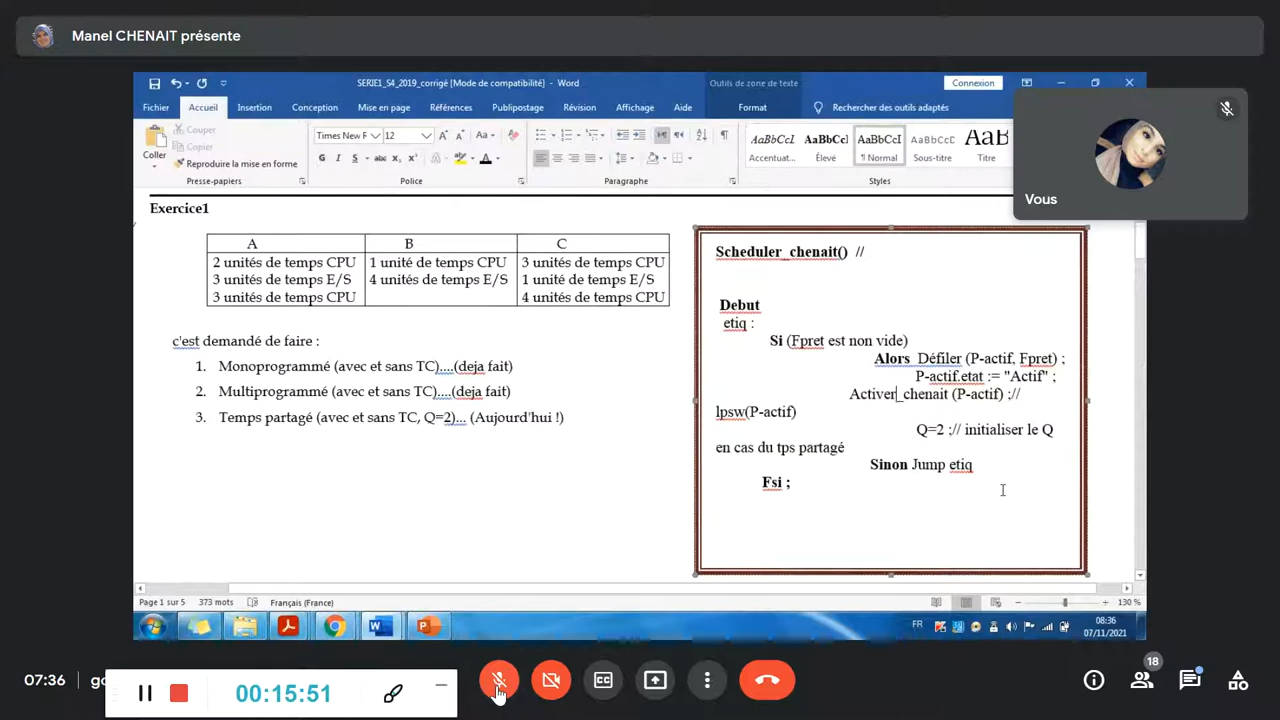 Manel CHENAIT présente
SERIE1_S4_2019_corrigé [Mode de compatibilité] - Word
Outils de zone de texte
Connexion
Fichier
Accueil
Insertion
Conception
Mise en page
Références
Publipostage
Révision
Affichage
Aide
Format
Rechercher des outils adaptés
Coller
Couper
Copier
Reproduire la mise en forme
Presse-papiers
Times New F
12
Police
Paragraphe
AaBbCcI
Accentuat...
AaBbCcI
Élevé
AaBbCcI
¶ Normal
AaBbCcD
Sous-titre
AaB
Titre
Styles
Vous
Exercice1
A B C
2 unités de temps CPU 1 unité de temps CPU 3 unités de temps CPU
3 unités de temps E/S 4 unités de temps E/S 1 unité de temps E/S
3 unités de temps CPU 4 unités de temps CPU
c'est demandé de faire :
1. Monoprogrammé (avec et sans TC)....(deja fait)
2. Multiprogrammé (avec et sans TC)....(deja fait)
3. Temps partagé (avec et sans TC, Q=2)... (Aujourd'hui !)
Scheduler_chenait() //
Debut
etiq :
Si (Fpret est non vide)
Alors Défiler (P-actif, Fpret) ;
P-actif.etat := "Actif" ;
Activer_chenait (P-actif) ;//
lpsw(P-actif)
Q=2 ;// initialiser le Q
en cas du tps partagé
Sinon Jump etiq
Fsi ;
Page 1 sur 5
373 mots
Français (France)
130 %
FR
08:36
07/11/2021
07:36
00:15:51
18